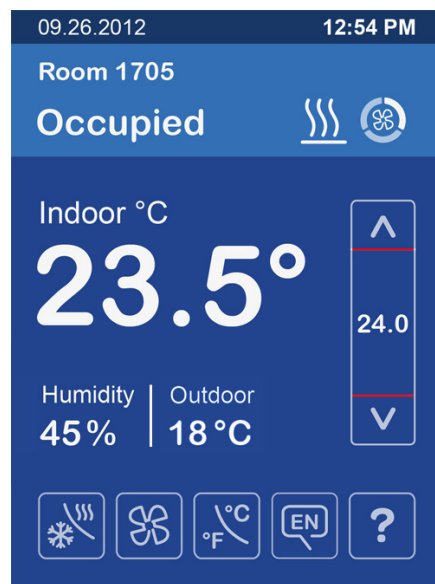 09.26.2012 12:54 PM
Room 1705
Occupied
Indoor °C
23.5°
24.0
Humidity Outdoor
45% 18°C
°C
°F
EN
?